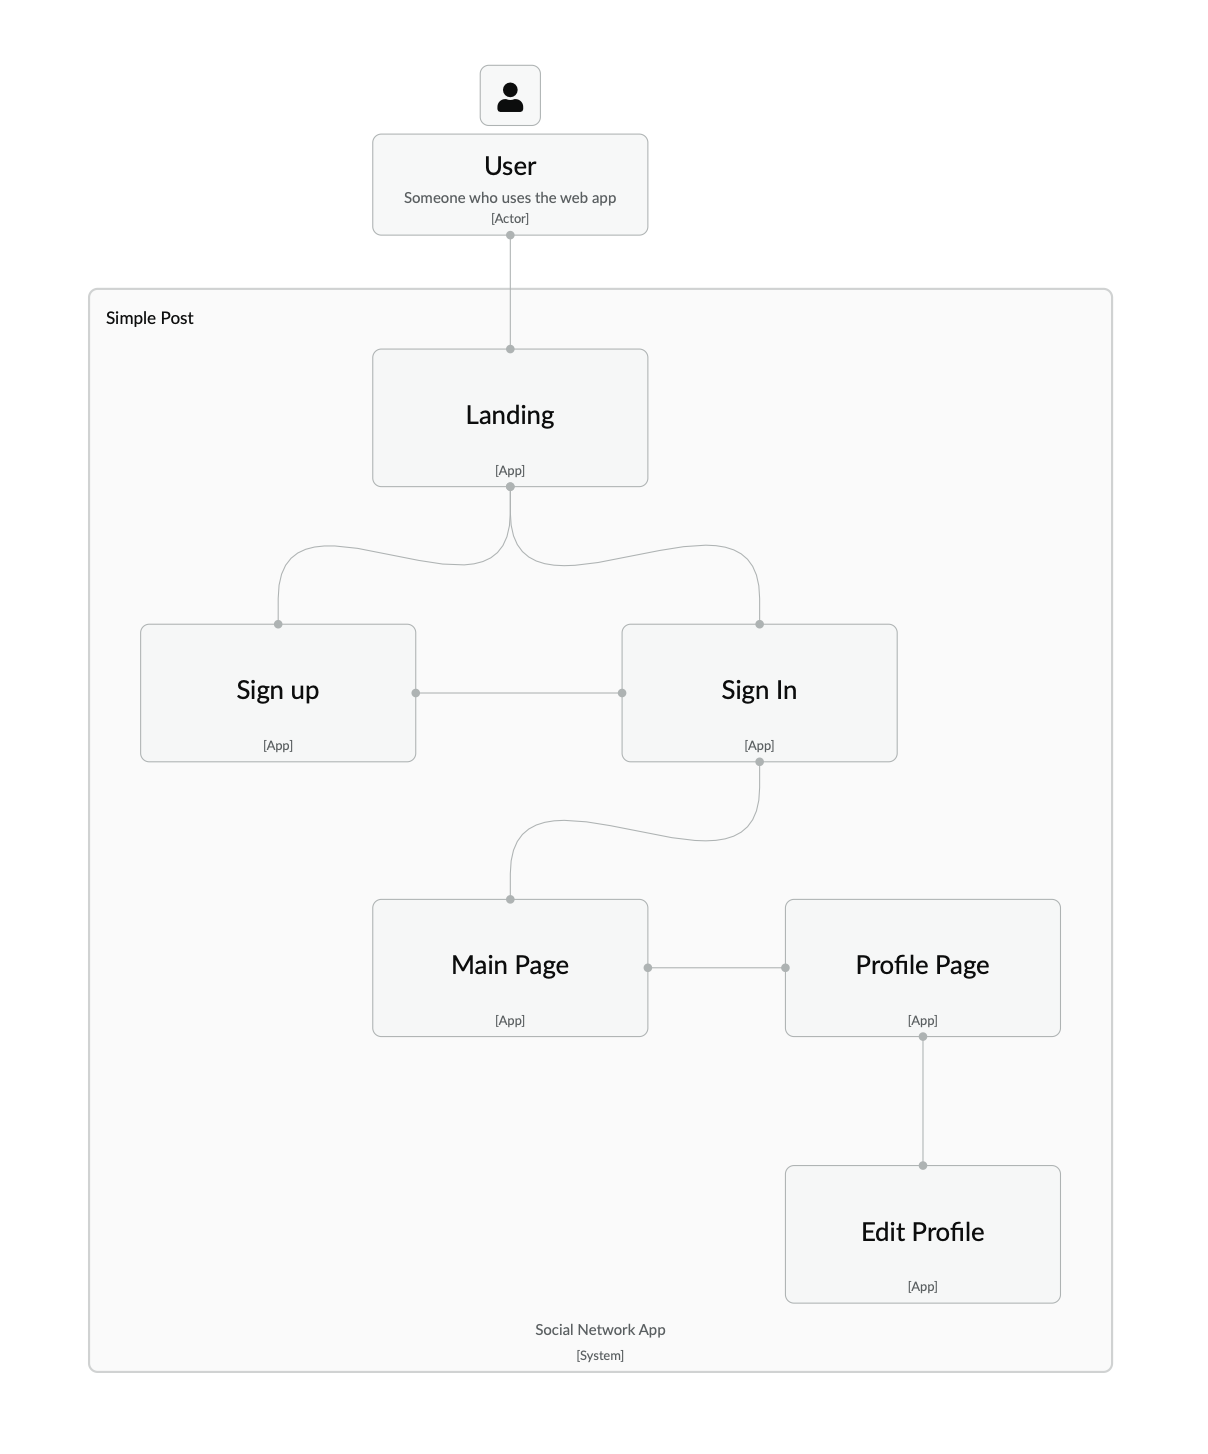 User
Someone who uses the web app
[Actor]
Simple Post
Landing
[App]
Sign up
[App]
Sign In
[App]
Main Page
[App]
Profile Page
[App]
Edit Profile
[App]
Social Network App
[System]